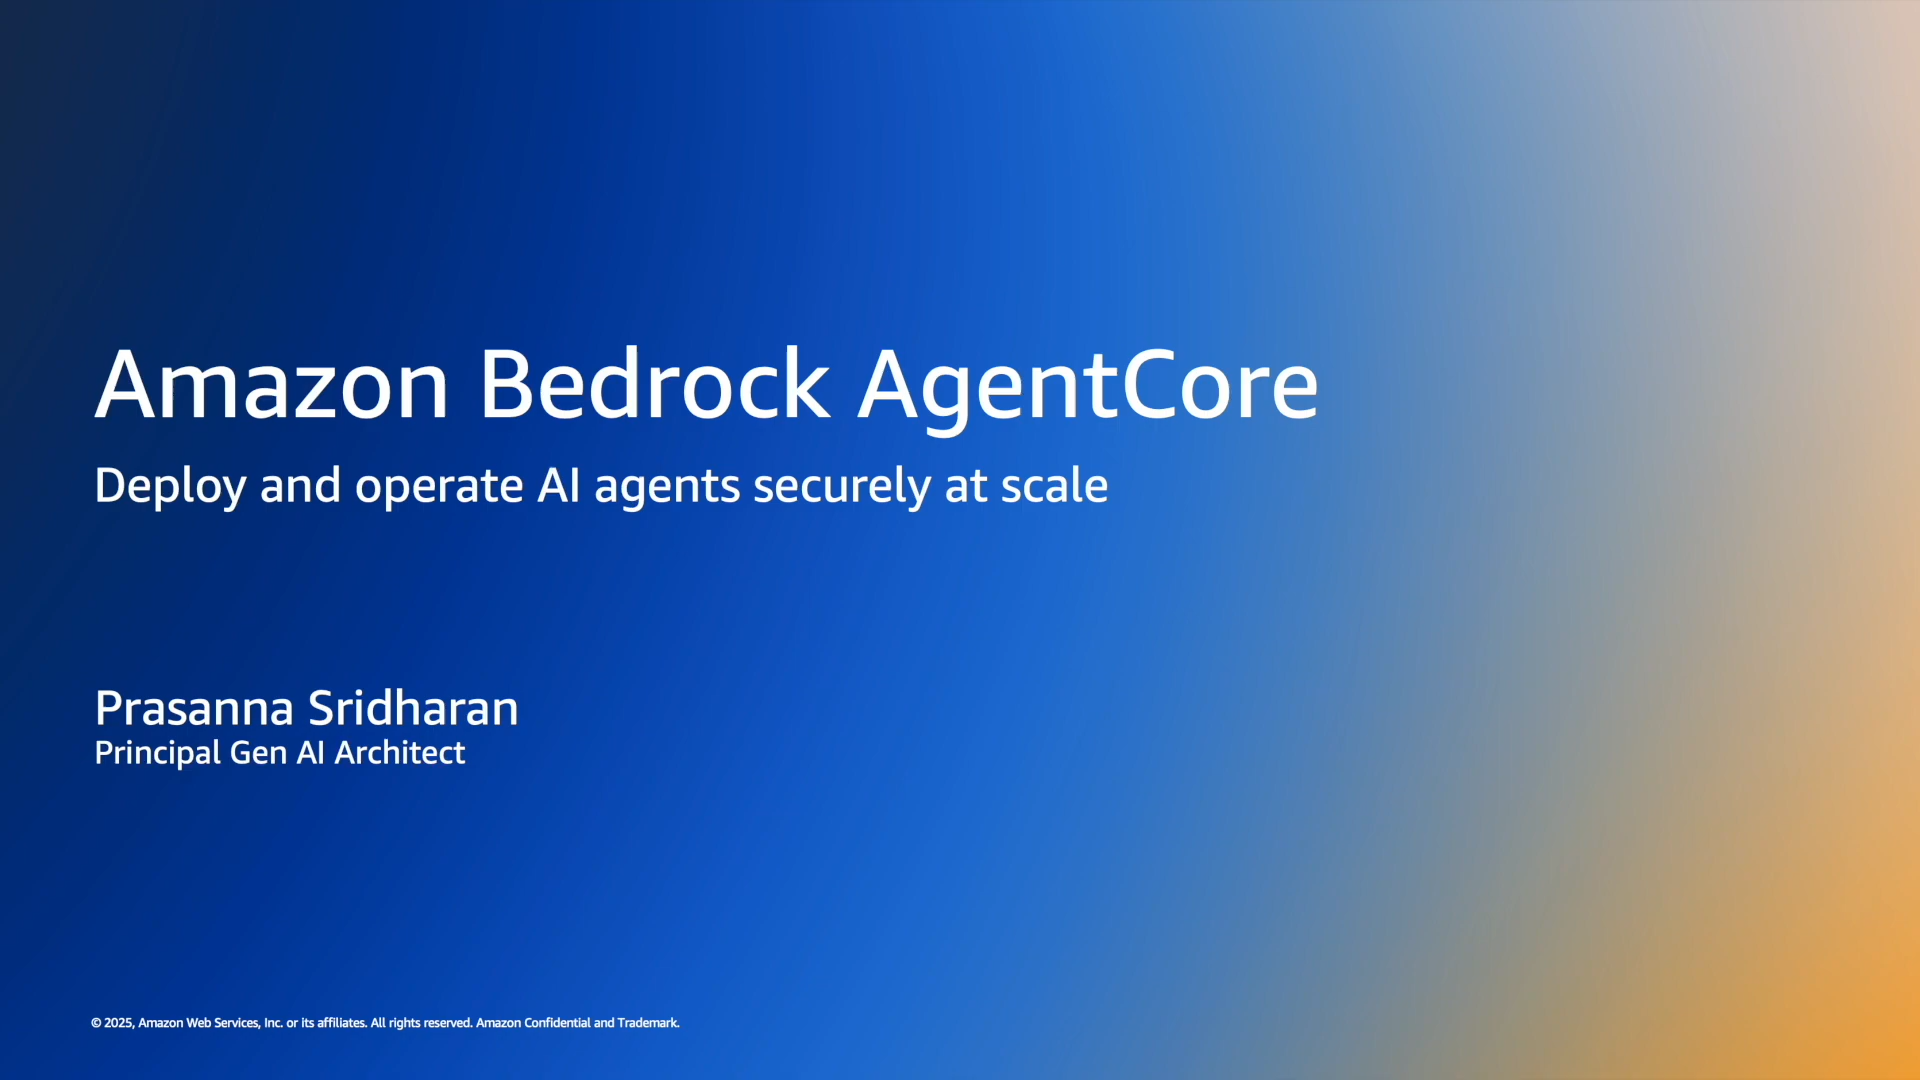 Amazon Bedrock AgentCore
Deploy and operate AI agents securely at scale
Prasanna Sridharan
Principal Gen AI Architect
© 2025, Amazon Web Services, Inc. or its affiliates. All rights reserved. Amazon Confidential and Trademark.